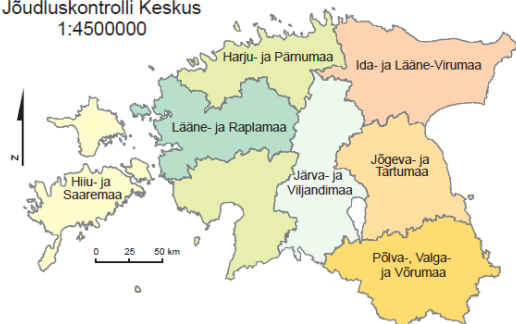 Jõudluskontrolli Keskus
1:4500000
Harju- ja Pärnumaa
Ida- ja Lääne-Virumaa
Lääne- ja Raplamaa
Jõgeva- ja
Tartumaa
Järva- ja
Viljandimaa
Hiiu- ja
Saaremaa
N
0 25 50 km
Põlva-, Valga-
ja Võrumaa